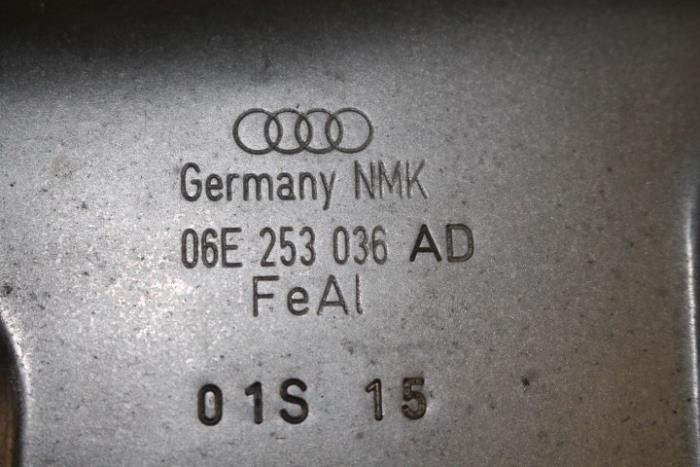 Germany NMK
06E 253 036 AD
FeAl
01S 15